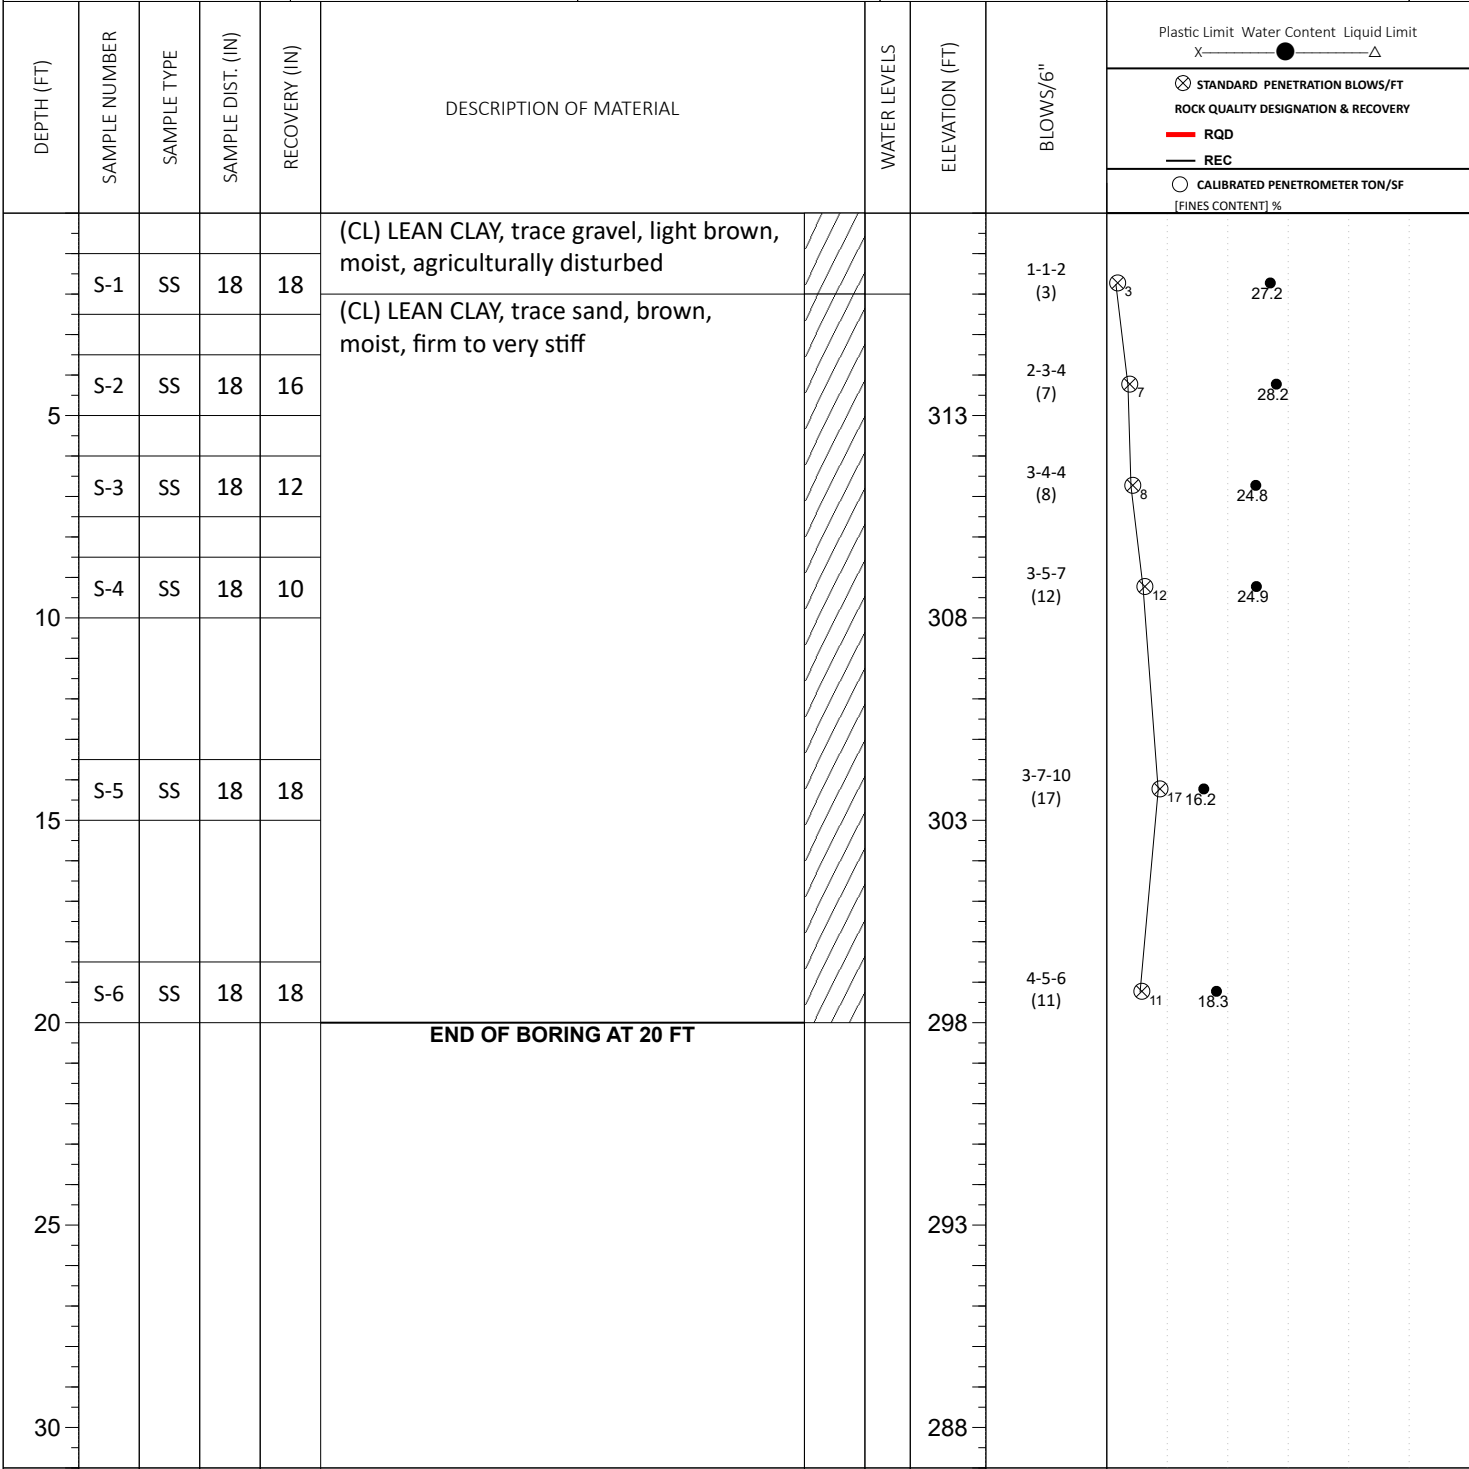 DEPTH (FT)
SAMPLE NUMBER
SAMPLE TYPE
SAMPLE DIST. (IN)
RECOVERY (IN)
DESCRIPTION OF MATERIAL
WATER LEVELS
ELEVATION (FT)
BLOWS/6"
Plastic Limit Water Content Liquid Limit
X
STANDARD PENETRATION BLOWS/FT
ROCK QUALITY DESIGNATION & RECOVERY
RQD
REC
CALIBRATED PENETROMETER TON/SF
[FINES CONTENT] %
(CL) LEAN CLAY, trace gravel, light brown,
moist, agriculturally disturbed
S-1 SS 18 18
1-1-2
(3)
3
27.2
(CL) LEAN CLAY, trace sand, brown,
moist, firm to very stiff
S-2 SS 18 16
2-3-4
(7)
7
28.2
5
313
S-3 SS 18 12
3-4-4
(8)
8
24.8
S-4 SS 18 10
3-5-7
(12)
12
24.9
10
308
S-5 SS 18 18
3-7-10
(17)
17
16.2
15
303
S-6 SS 18 18
4-5-6
(11)
11
18.3
20
298
END OF BORING AT 20 FT
25
293
30
288